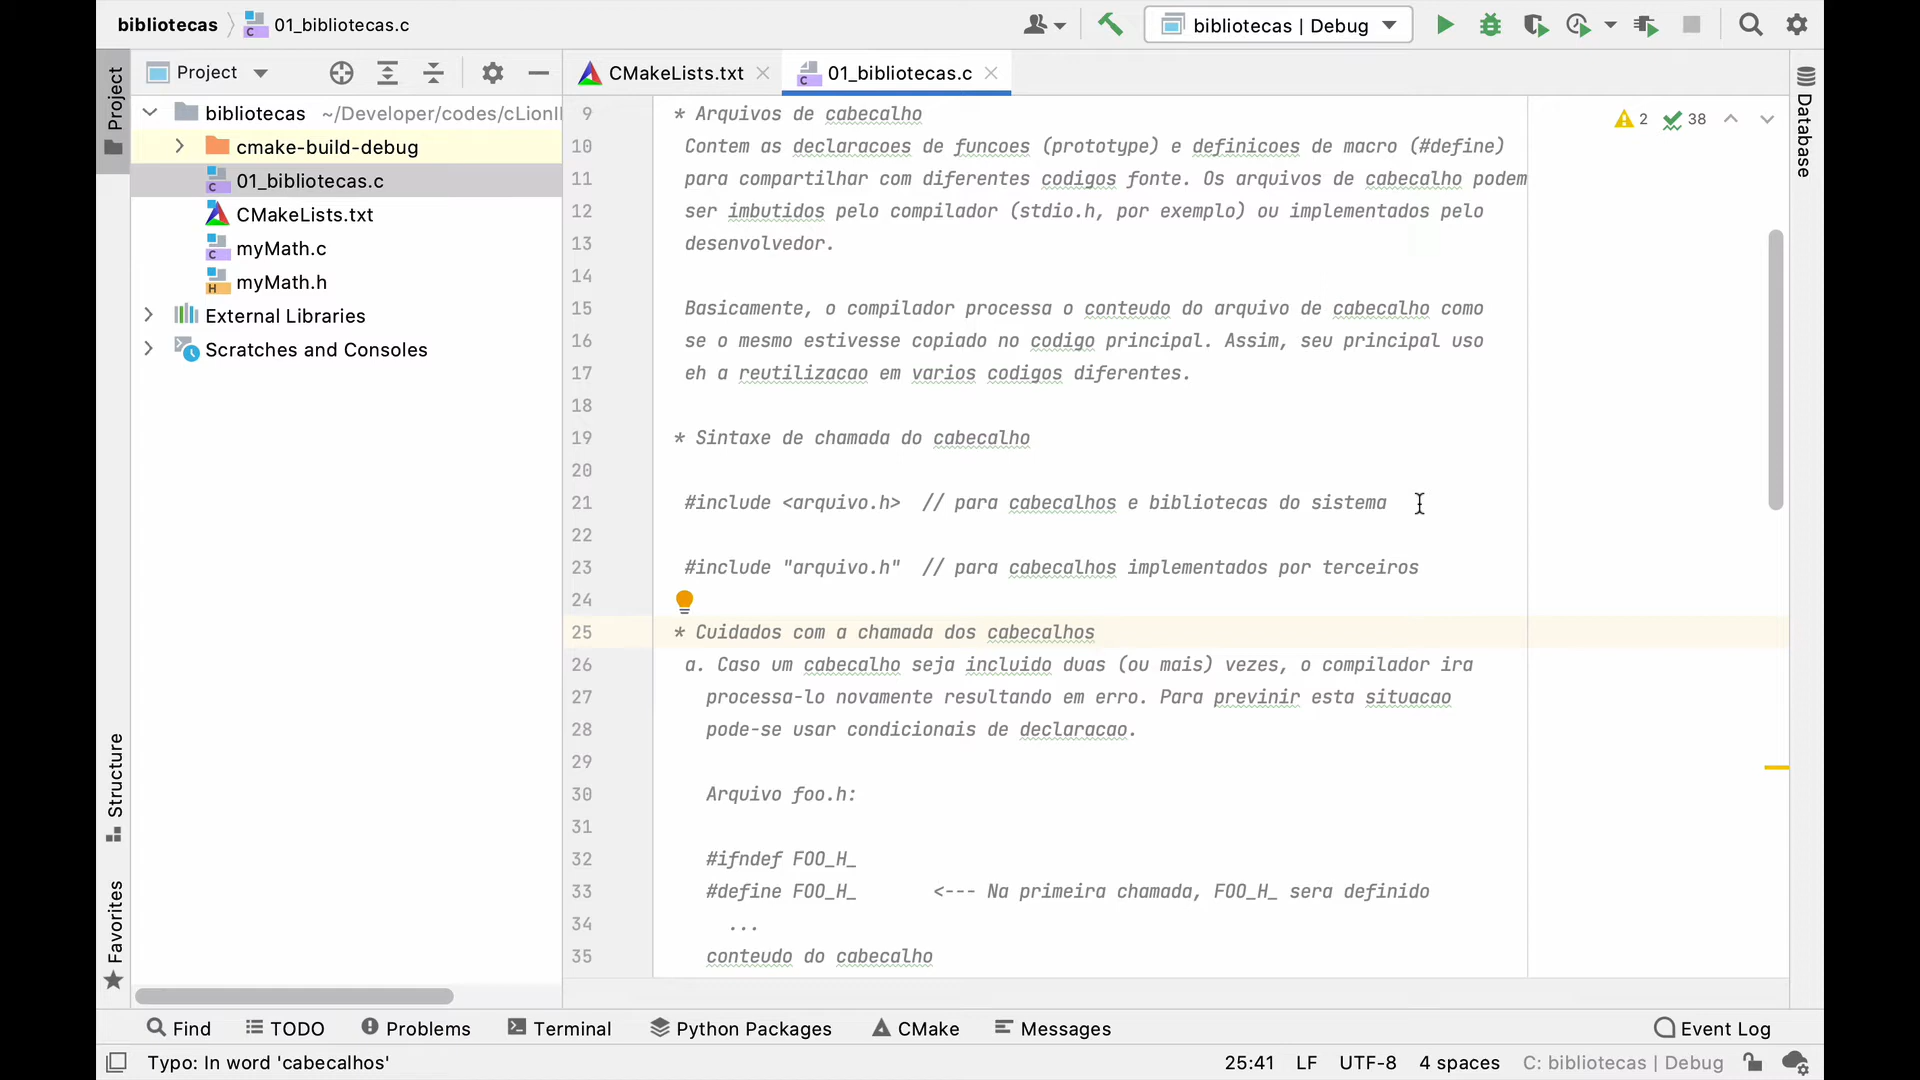 bibliotecas 01_bibliotecas.c
bibliotecas | Debug
Project
CMakeLists.txt
01_bibliotecas.c
Project
Structure
Favorites
bibliotecas ~/Developer/codes/cLionI
cmake-build-debug
01_bibliotecas.c
CMakeLists.txt
myMath.c
myMath.h
External Libraries
Scratches and Consoles
2 38
Database
9 * Arquivos de cabecalho
10 Contem as declaracoes de funcoes (prototype) e definicoes de macro (#define)
11 para compartilhar com diferentes codigos fonte. Os arquivos de cabecalho podem
12 ser imbutidos pelo compilador (stdio.h, por exemplo) ou implementados pelo
13 desenvolvedor.
14
15 Basicamente, o compilador processa o conteudo do arquivo de cabecalho como
16 se o mesmo estivesse copiado no codigo principal. Assim, seu principal uso
17 eh a reutilizacao em varios codigos diferentes.
18
19 * Sintaxe de chamada do cabecalho
20
21 #include <arquivo.h> // para cabecalhos e bibliotecas do sistema
22
23 #include "arquivo.h" // para cabecalhos implementados por terceiros
24
25 * Cuidados com a chamada dos cabecalhos
26 a. Caso um cabecalho seja incluido duas (ou mais) vezes, o compilador ira
27 processa-lo novamente resultando em erro. Para previnir esta situacao
28 pode-se usar condicionais de declaracao.
29
30 Arquivo foo.h:
31
32 #ifndef FOO_H_
33 #define FOO_H_ <--- Na primeira chamada, FOO_H_ sera definido
34 ...
35 conteudo do cabecalho
Find TODO Problems Terminal Python Packages CMake Messages Event Log
Typo: In word 'cabecalhos' 25:41 LF UTF-8 4 spaces C: bibliotecas | Debug